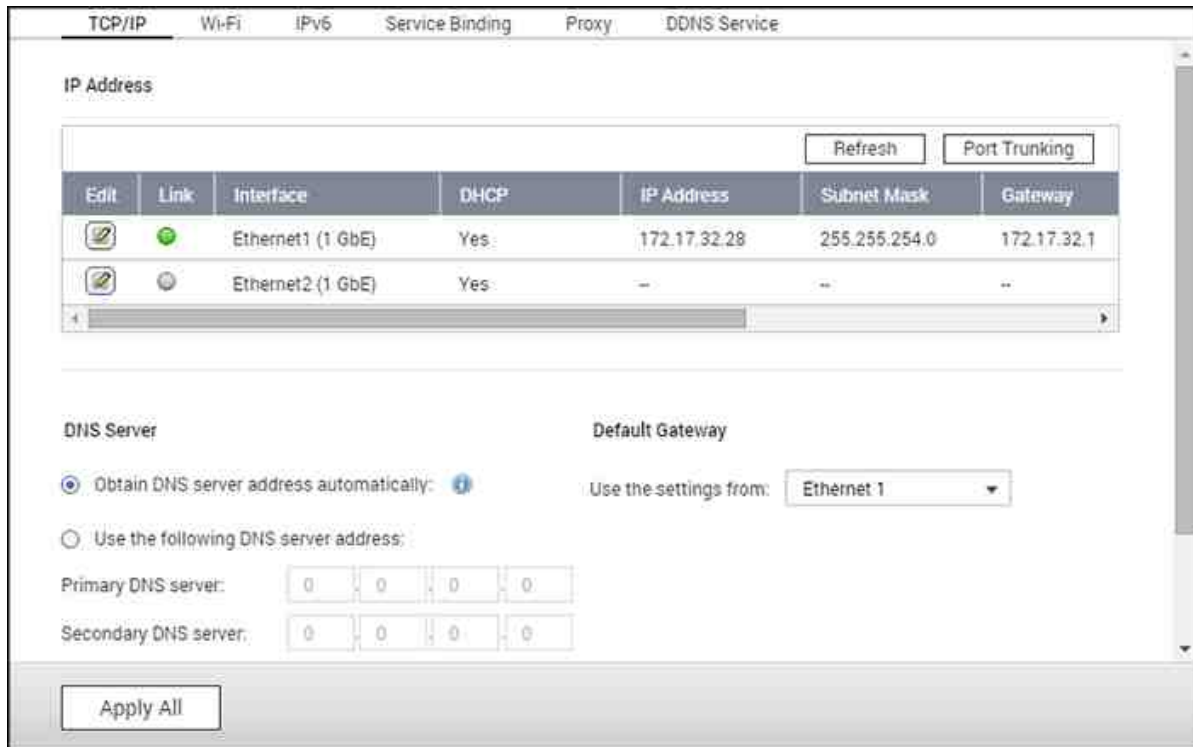 TCP/IP Wi-Fi IPv6 Service Binding Proxy DDNS Service
IP Address
Refresh Port Trunking
Edit Link Interface DHCP IP Address Subnet Mask Gateway
Ethernet1 (1 GbE) Yes 172.17.32.28 255.255.254.0 172.17.32.1
Ethernet2 (1 GbE) Yes -- -- --
DNS Server Default Gateway
Obtain DNS server address automatically: Use the settings from: Ethernet 1
Use the following DNS server address:
Primary DNS server: 0 . 0 . 0 . 0
Secondary DNS server: 0 . 0 . 0 . 0
Apply All